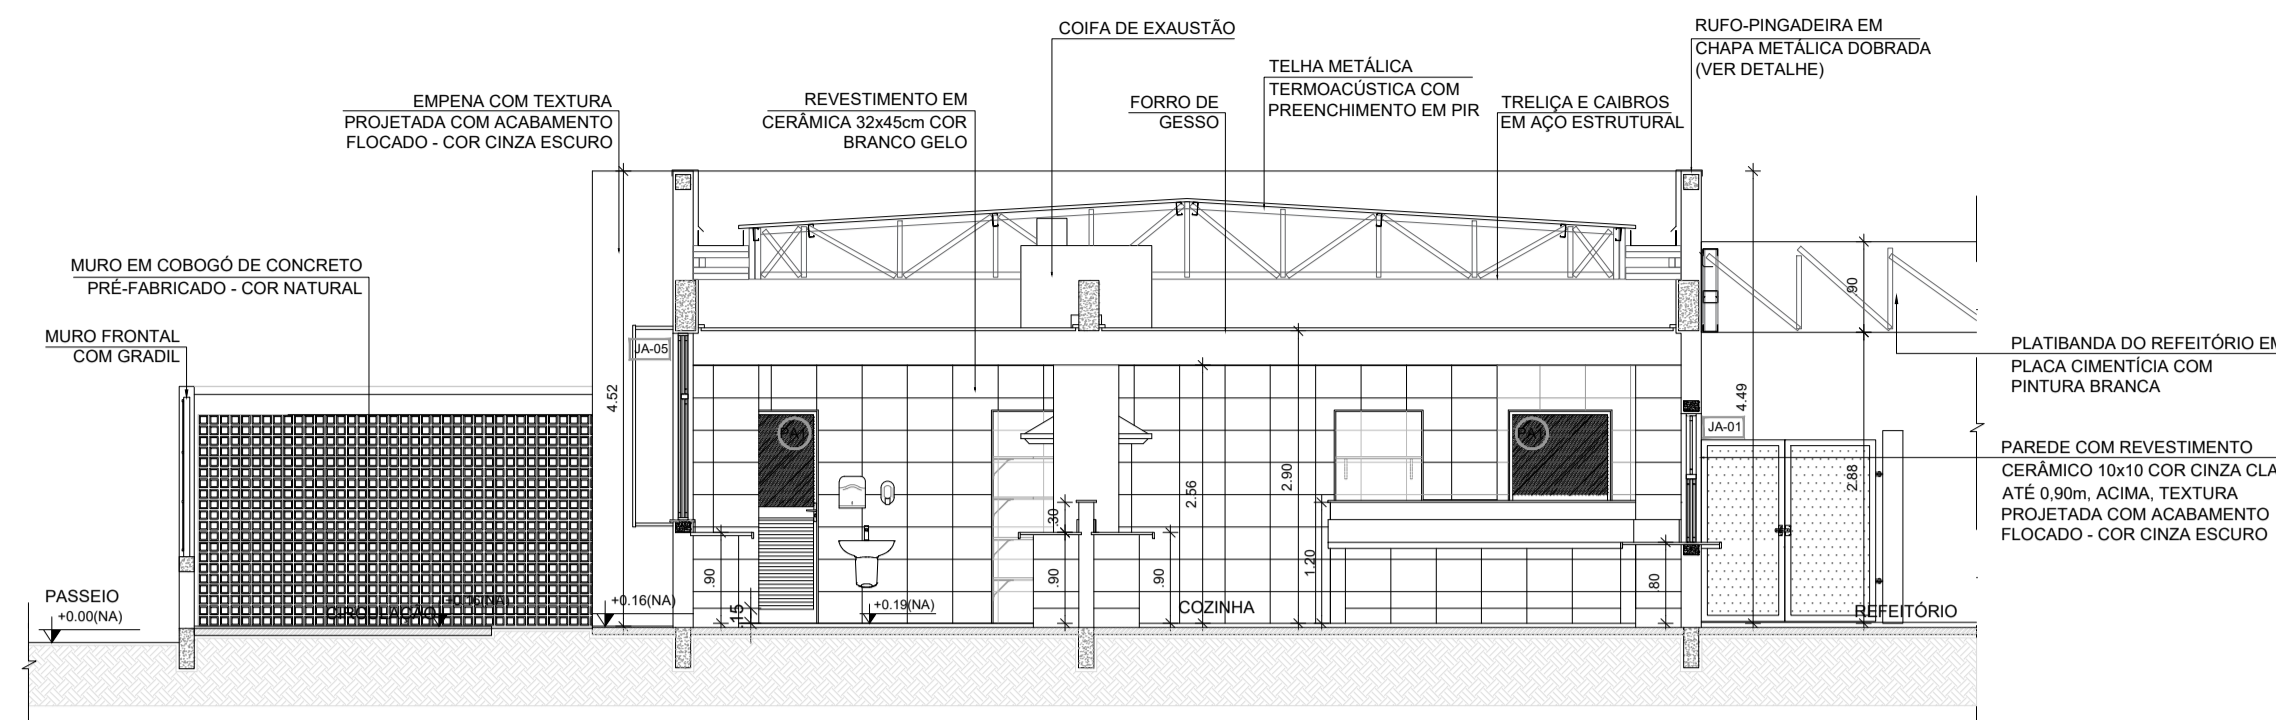 COIFA DE EXAUSTÃO
RUFO-PINGADEIRA EM
CHAPA METÁLICA DOBRADA
(VER DETALHE)
TELHA METÁLICA
TERMOACÚSTICA COM
PREENCHIMENTO EM PIR
EMPENA COM TEXTURA
PROJETADA COM ACABAMENTO
FLOCADO - COR CINZA ESCURO
REVESTIMENTO EM
CERÂMICA 32x45cm COR
BRANCO GELO
FORRO DE
GESSO
TRELIÇA E CAIBROS
EM AÇO ESTRUTURAL
MURO EM COBOGÓ DE CONCRETO
PRÉ-FABRICADO - COR NATURAL
MURO FRONTAL
COM GRADIL
JA-05
.90
PLATIBANDA DO REFEITÓRIO EM
PLACA CIMENTÍCIA COM
PINTURA BRANCA
4.52
4.49
PA1
PA1
JA-01
PAREDE COM REVESTIMENTO
CERÂMICO 10x10 COR CINZA CLA
ATÉ 0,90m, ACIMA, TEXTURA
PROJETADA COM ACABAMENTO
FLOCADO - COR CINZA ESCURO
2.56
2.90
2.88
.30
1.20
.90
.90
.90
.80
PASSEIO
+0.00(NA)
CIRCULAÇÃO
+0.16(NA)
+0.16(NA)
.15
+0.19(NA)
COZINHA
REFEITÓRIO